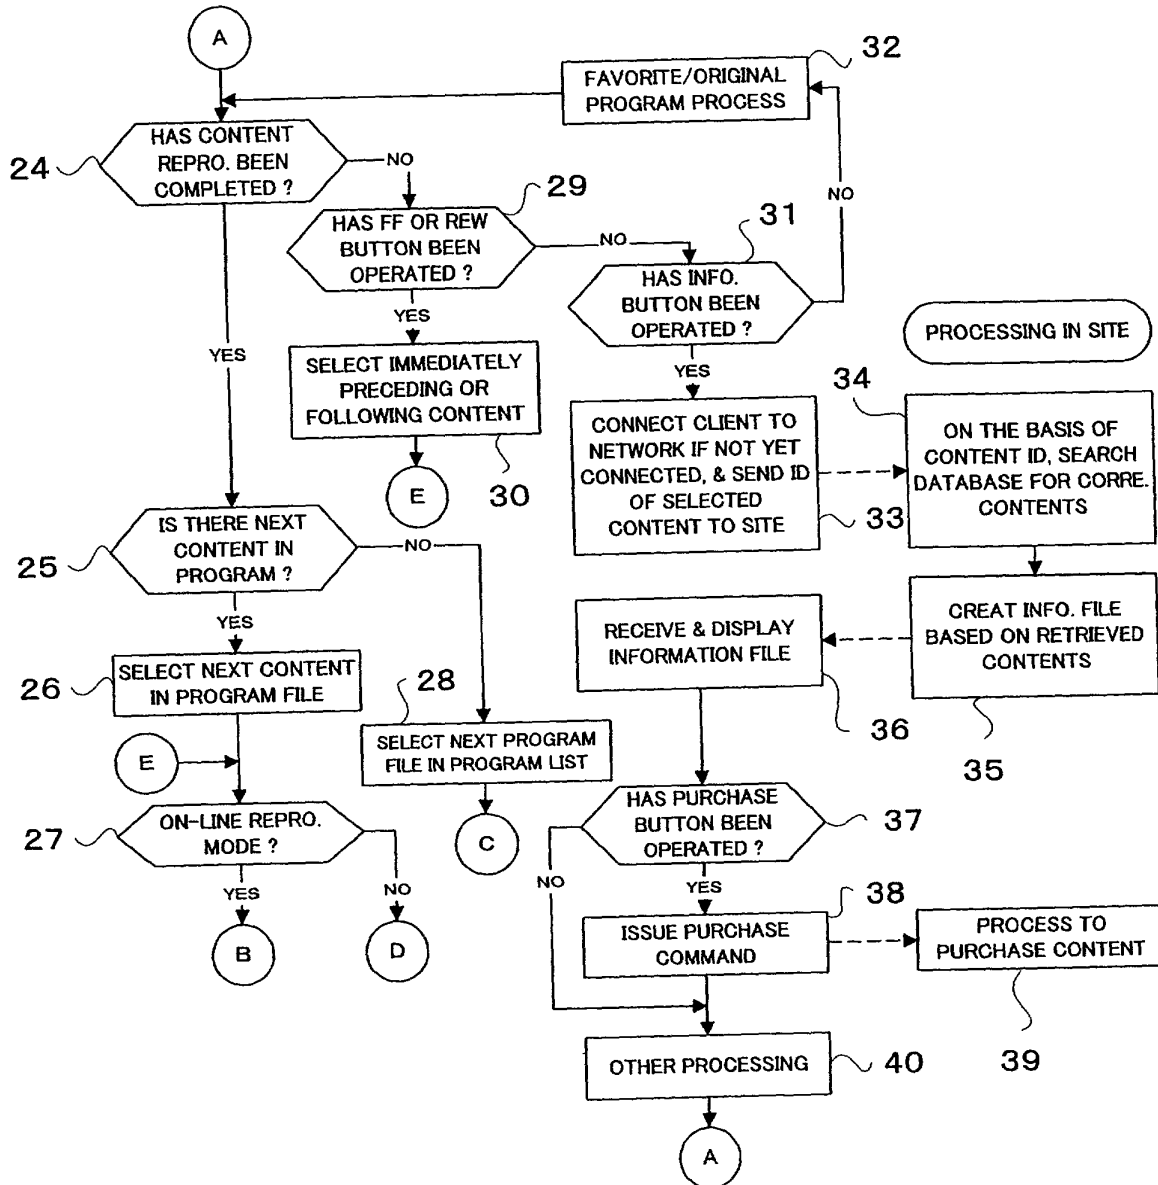 A
32
FAVORITE/ORIGINAL
PROGRAM PROCESS
HAS CONTENT
REPRO. BEEN
COMPLETED ?
24
NO
29
HAS FF OR REW
BUTTON BEEN
OPERATED ?
NO
31
NO
HAS INFO.
BUTTON BEEN
OPERATED ?
YES
YES
YES
PROCESSING IN SITE
SELECT IMMEDIATELY
PRECEDING OR
FOLLOWING CONTENT
30
E
CONNECT CLIENT TO
NETWORK IF NOT YET
CONNECTED, & SEND ID
OF SELECTED
CONTENT TO SITE
33
34
ON THE BASIS OF
CONTENT ID, SEARCH
DATABASE FOR CORRE.
CONTENTS
IS THERE NEXT
CONTENT IN
PROGRAM ?
25
NO
YES
RECEIVE & DISPLAY
INFORMATION FILE
36
CREAT INFO. FILE
BASED ON RETRIEVED
CONTENTS
35
SELECT NEXT CONTENT
IN PROGRAM FILE
26
28
SELECT NEXT PROGRAM
FILE IN PROGRAM LIST
E
C
ON-LINE REPRO.
MODE ?
27
YES
NO
B
D
HAS PURCHASE
BUTTON BEEN
OPERATED ?
37
NO
YES
38
ISSUE PURCHASE
COMMAND
PROCESS TO
PURCHASE CONTENT
39
OTHER PROCESSING
40
A